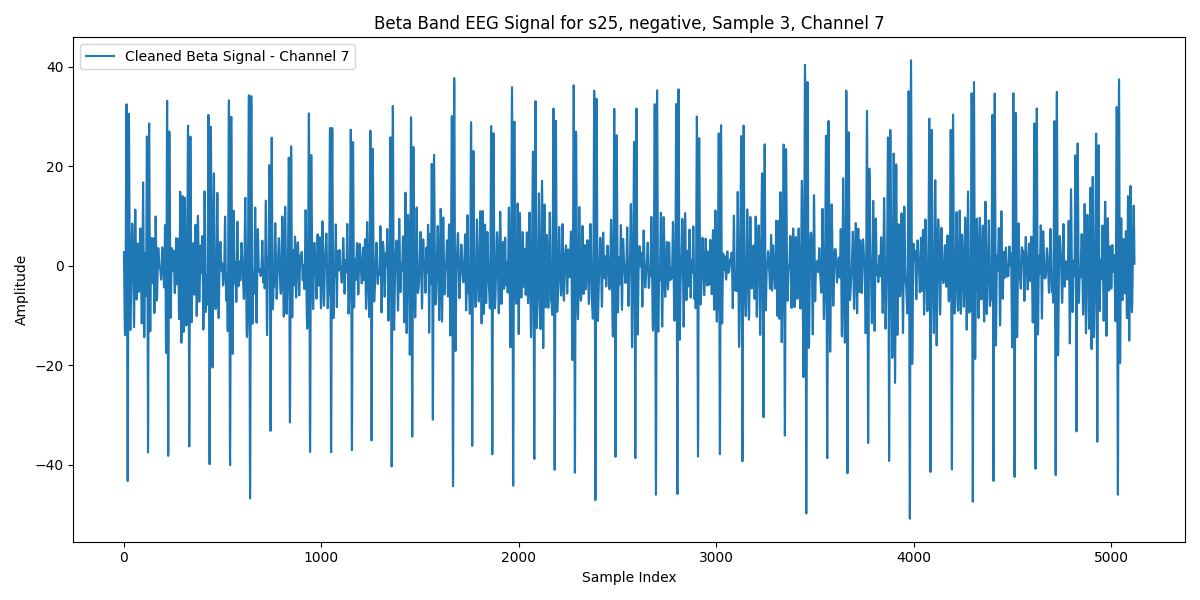 Beta Band EEG Signal for s25, negative, Sample 3, Channel 7
Cleaned Beta Signal - Channel 7
Amplitude
40
20
0
−20
−40
0 1000 2000 3000 4000 5000
Sample Index